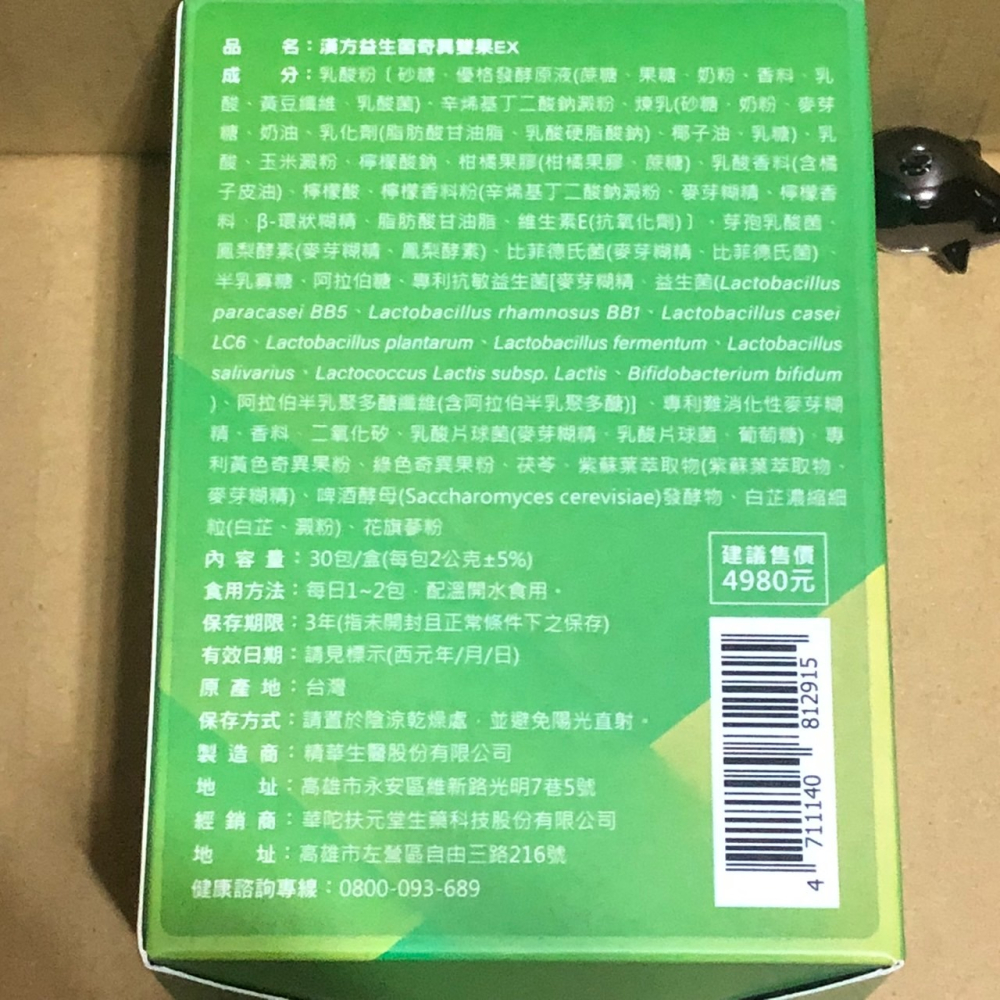 品　　名：漢方益生菌奇異雙果EX
成　　分：乳酸粉〔砂糖、優格發酵原液(蔗糖、果糖、奶粉、香料、乳
酸、黃豆纖維、乳酸菌)、辛烯基丁二酸鈉澱粉、煉乳(砂糖、奶粉、麥芽
糖、奶油、乳化劑(脂肪酸甘油脂、乳酸硬脂酸鈉)、椰子油、乳糖)、乳
酸、玉米澱粉、檸檬酸鈉、柑橘果膠(柑橘果膠、蔗糖)、乳酸香料(含橘
子皮油)、檸檬酸、檸檬香料粉(辛烯基丁二酸鈉澱粉、麥芽糊精、檸檬香
料、β-環狀糊精、脂肪酸甘油脂、維生素E(抗氧化劑)〕、芽孢乳酸菌、
鳳梨酵素(麥芽糊精、鳳梨酵素)、比菲德氏菌(麥芽糊精、比菲德氏菌)、
半乳寡糖、阿拉伯糖、專利抗敏益生菌[麥芽糊精、益生菌(Lactobacillus
paracasei BB5、Lactobacillus rhamnosus BB1、Lactobacillus casei
LC6、Lactobacillus plantarum、Lactobacillus fermentum、Lactobacillus
salivarius、Lactococcus Lactis subsp. Lactis、Bifidobacterium bifidum
)、阿拉伯半乳聚多醣纖維(含阿拉伯半乳聚多醣)]、專利難消化性麥芽糊
精、香料、二氧化矽、乳酸片球菌(麥芽糊精、乳酸片球菌、葡萄糖)、專
利黃色奇異果粉、綠色奇異果粉、茯苓、紫蘇葉萃取物(紫蘇葉萃取物、
麥芽糊精)、啤酒酵母(Saccharomyces cerevisiae)發酵物、白芷濃縮細
粒(白芷、澱粉)、花旗蔘粉
內 容 量：30包/盒(每包2公克±5%)
食用方法：每日1~2包，配溫開水食用。
保存期限：3年(指未開封且正常條件下之保存)
有效日期：請見標示(西元年/月/日)
原 產 地：台灣
保存方式：請置於陰涼乾燥處，並避免陽光直射。
製 造 商：精華生醫股份有限公司
地　　址：高雄市永安區維新路光明7巷5號
經 銷 商：華陀扶元堂生藥科技股份有限公司
地　　址：高雄市左營區自由三路216號
健康諮詢專線：0800-093-689
建議售價
4980元
4 711140 812915